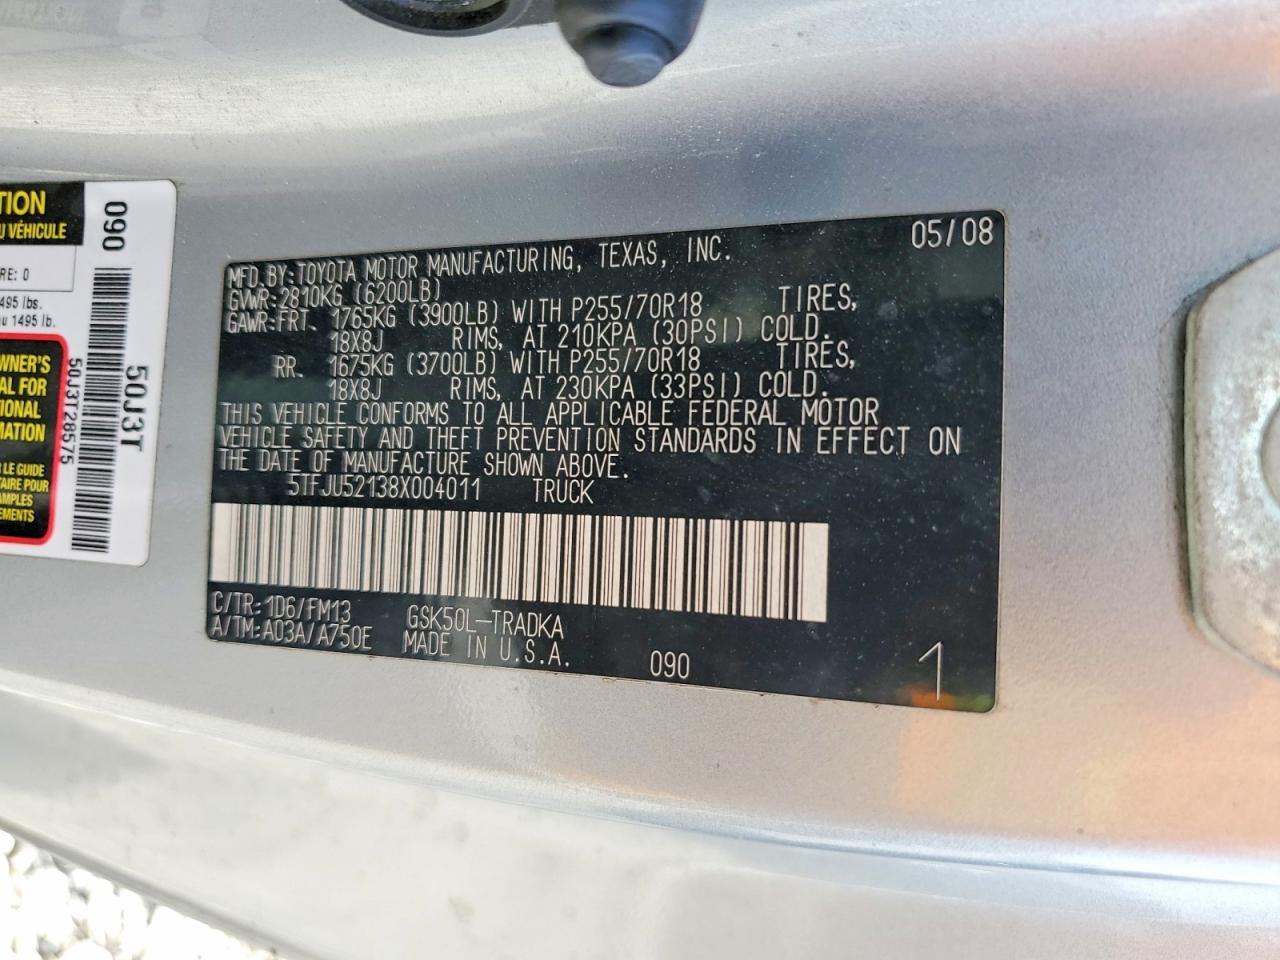 TION
U VÉHICULE
090
RE: 0
495 lbs.
u 1495 lb.
WNER'S
AL FOR
TIONAL
MATION
LE GUIDE
TAIRE POUR
AMPLES
EMENTS
50J3728575
50J3T
MFD.BY:TOYOTA MOTOR MANUFACTURING, TEXAS, INC. 05/08
GVWR:2810KG (6200LB)
GAWR:FRT. 1765KG (3900LB) WITH P255/70R18 TIRES,
18X8J RIMS, AT 210KPA (30PSI) COLD.
RR. 1675KG (3700LB) WITH P255/70R18 TIRES,
18X8J RIMS, AT 230KPA (33PSI) COLD.
THIS VEHICLE CONFORMS TO ALL APPLICABLE FEDERAL MOTOR
VEHICLE SAFETY AND THEFT PREVENTION STANDARDS IN EFFECT ON
THE DATE OF MANUFACTURE SHOWN ABOVE.
5TFJU52138X004011 TRUCK
C/TR:1D6/FM13 GSK50L-TRADKA
A/TM:A03A/A750E MADE IN U.S.A. 090 1